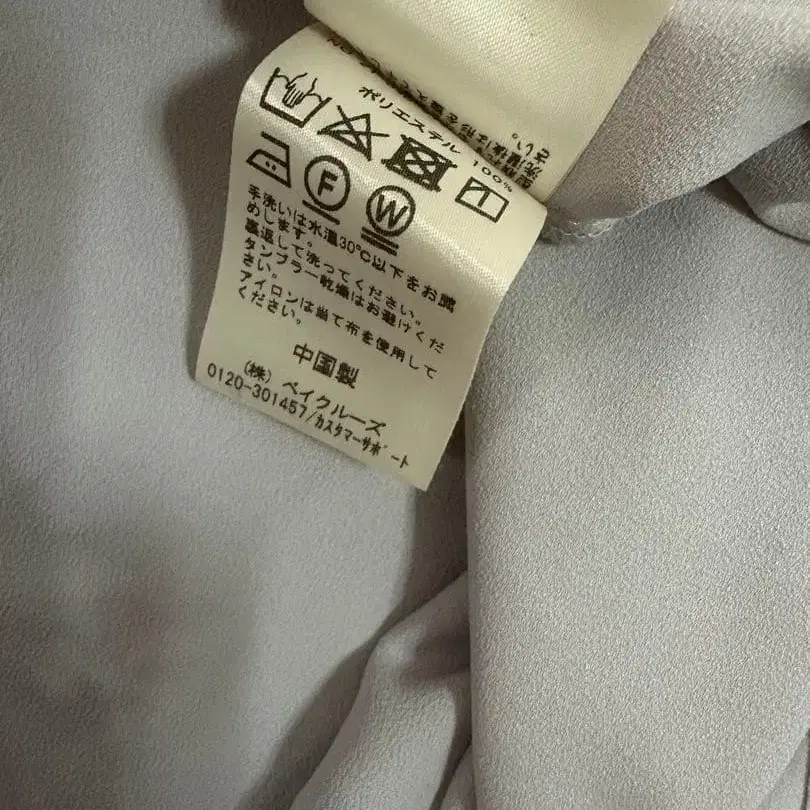 ポリエステル 100%
さい。
F
W
手洗いは水温30℃以下をお勧
めします。
裏返して洗ってください。
タンブラー乾燥はお避けくだ
さい。
アイロンは当て布を使用して
ください。
中国製
(株) ベイクルーズ
0120-301457/カスタマーサポート